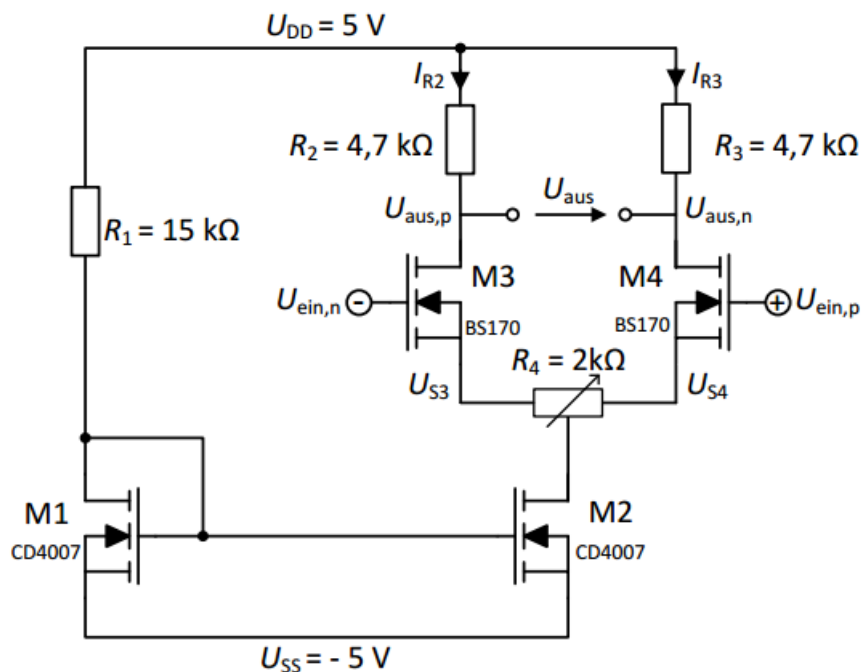 U_DD = 5 V
I_R2
I_R3
R_2 = 4,7 kΩ
R_3 = 4,7 kΩ
U_aus
U_aus,p
U_aus,n
R_1 = 15 kΩ
M3
M4
U_ein,n
-
+
U_ein,p
BS170
BS170
R_4 = 2kΩ
U_S3
U_S4
M1
M2
CD4007
CD4007
U_SS = - 5 V